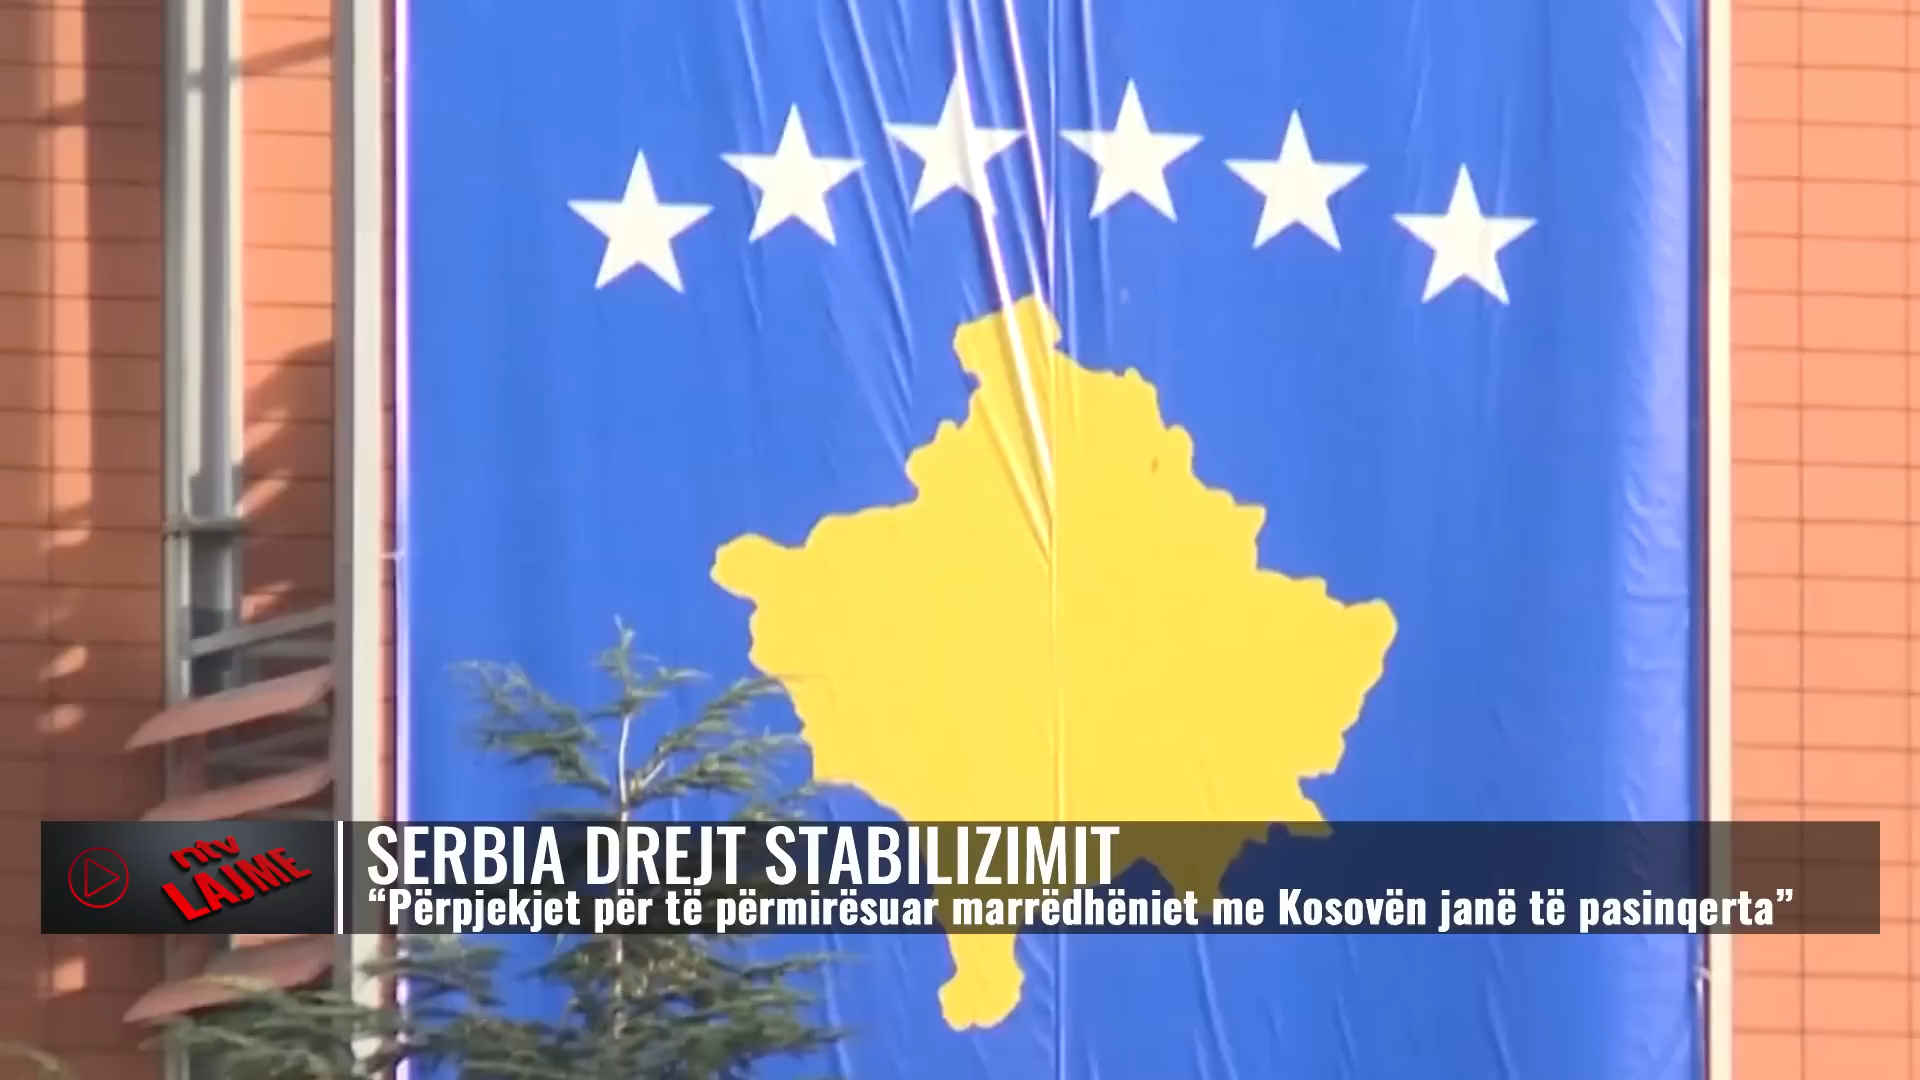 ntv
LAJME
SERBIA DREJT STABILIZIMIT
“Përpjekjet për të përmirësuar marrëdhëniet me Kosovën janë të pasinqerta”